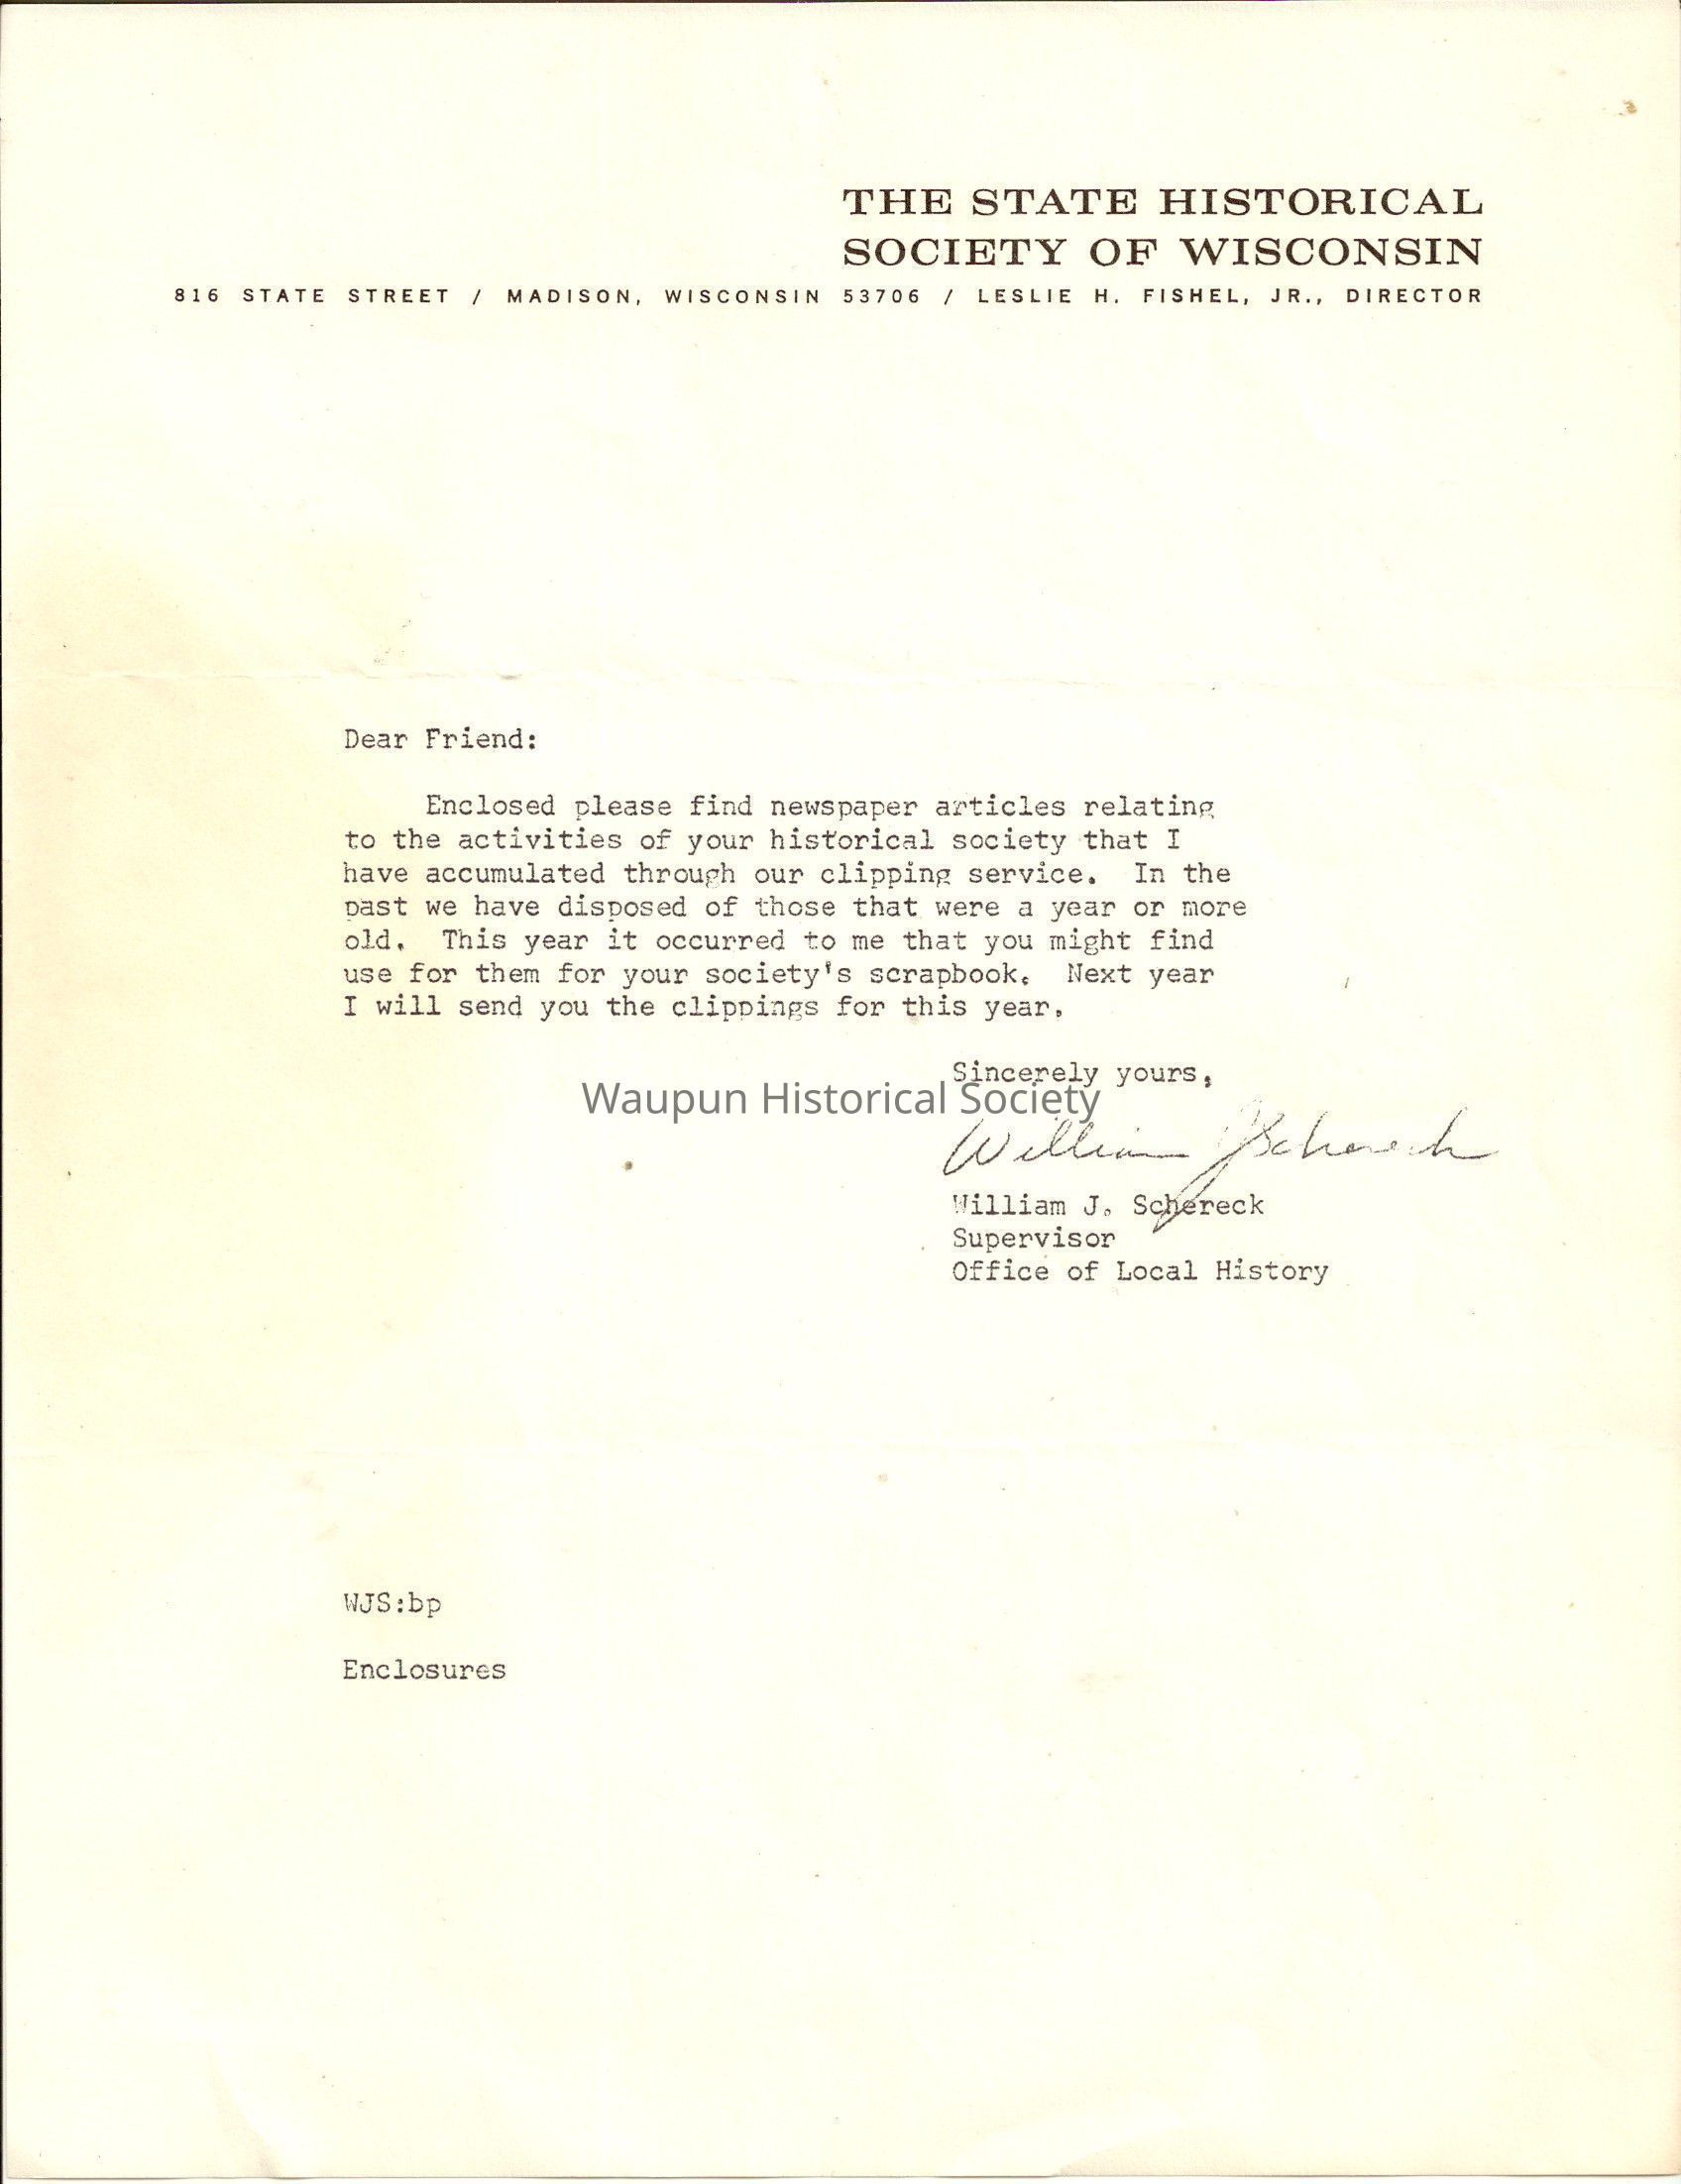 THE STATE HISTORICAL
SOCIETY OF WISCONSIN
816 STATE STREET / MADISON, WISCONSIN 53706 / LESLIE H. FISHEL, JR., DIRECTOR
Dear Friend:
Enclosed please find newspaper articles relating
to the activities of your historical society that I
have accumulated through our clipping service. In the
past we have disposed of those that were a year or more
old. This year it occurred to me that you might find
use for them for your society's scrapbook. Next year
I will send you the clippings for this year.
Sincerely yours,
Waupun Historical Society
William J Schereck
William J. Schereck
Supervisor
Office of Local History
WJS:bp
Enclosures